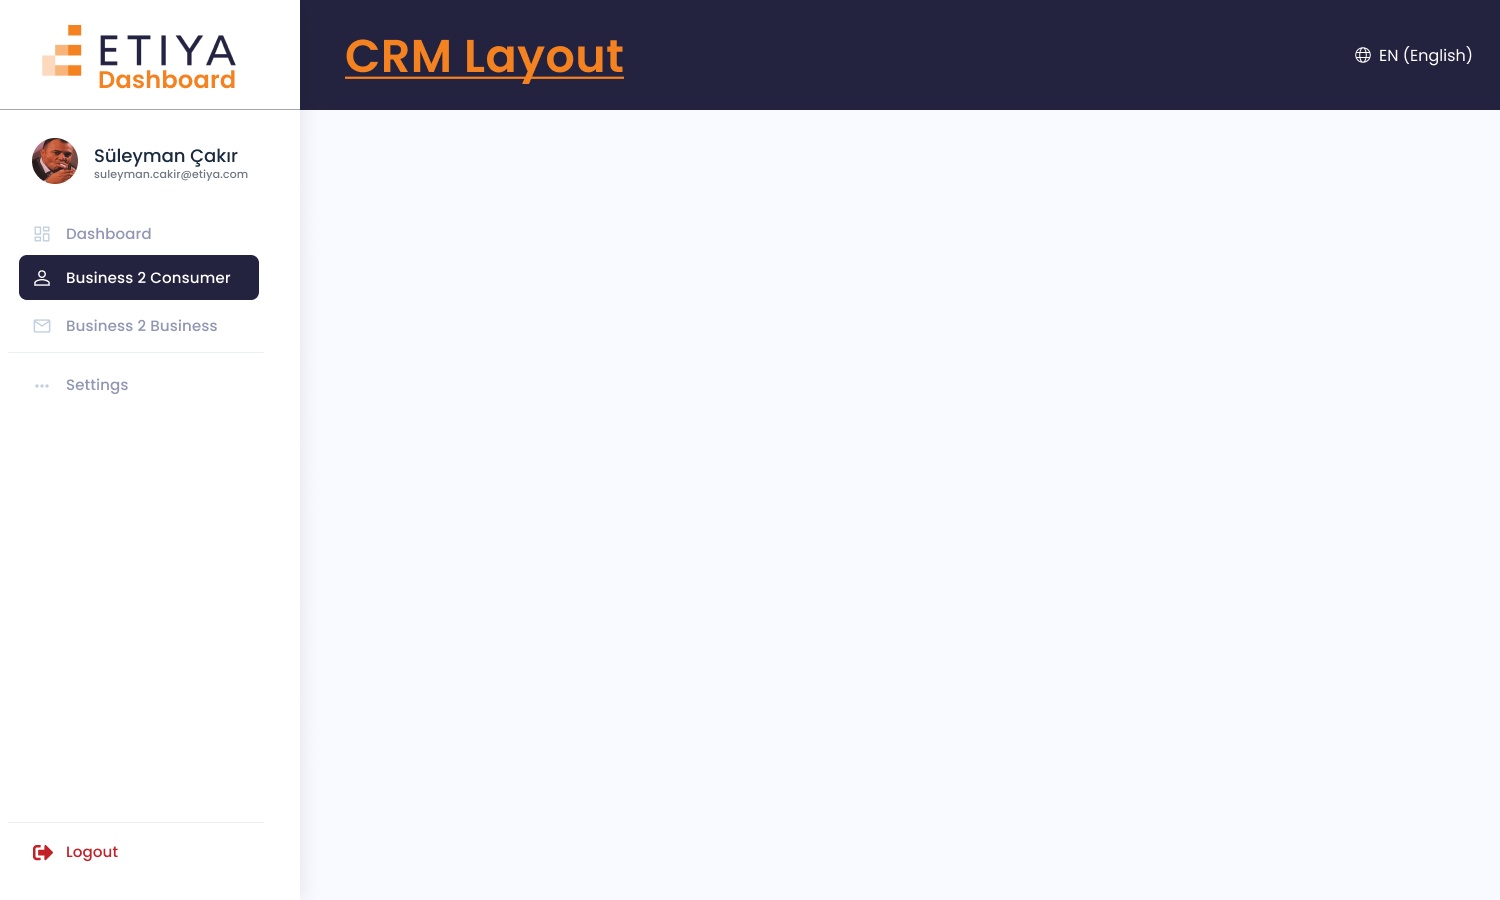 ETIYA
Dashboard
CRM Layout
EN (English)
Süleyman Çakır
suleyman.cakir@etiya.com
Dashboard
Business 2 Consumer
Business 2 Business
Settings
Logout